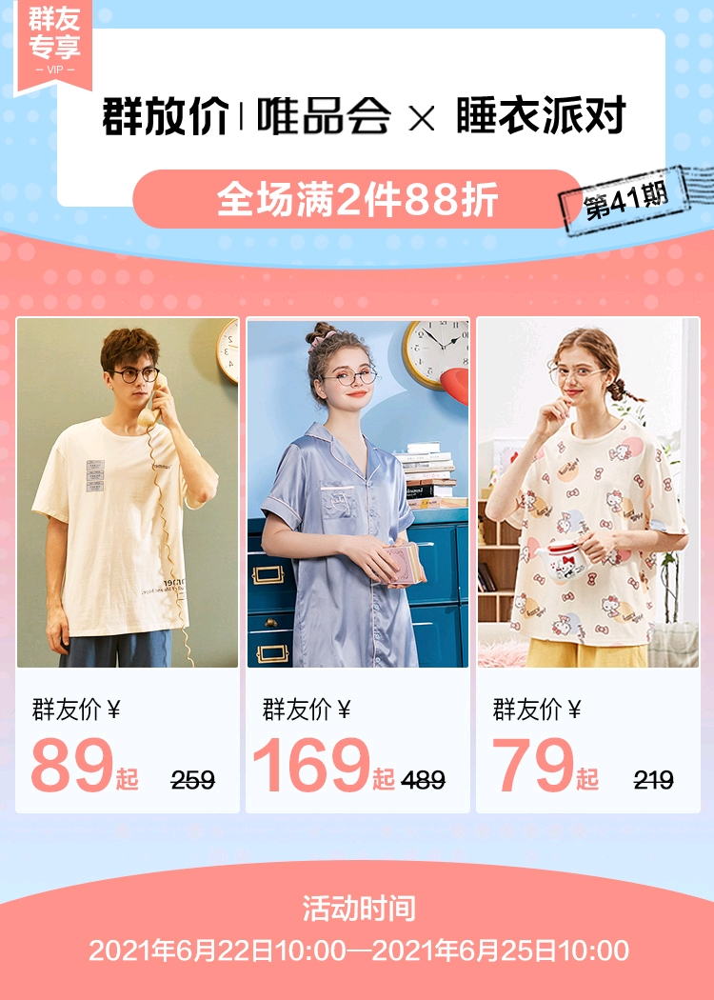 群友
专享
VIP
群放价 | 唯品会 × 睡衣派对
全场满2件88折
第41期
群友价¥
89起 259
群友价¥
169起 489
群友价¥
79起 219
活动时间
2021年6月22日10:00—2021年6月25日10:00